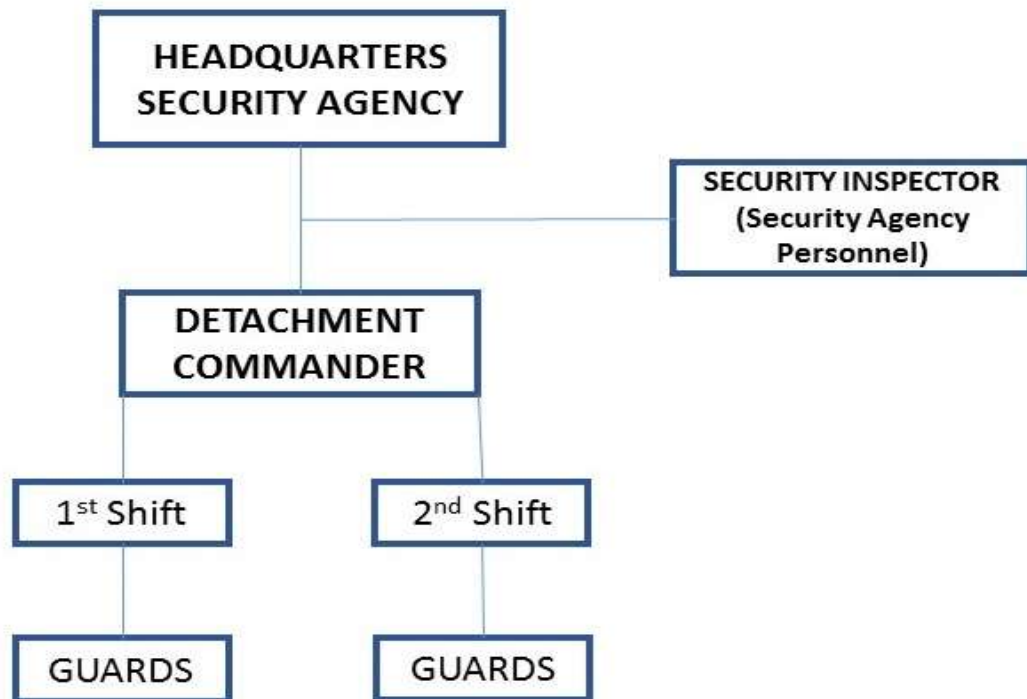 HEADQUARTERS
SECURITY AGENCY
SECURITY INSPECTOR
(Security Agency
Personnel)
DETACHMENT
COMMANDER
1st Shift
2nd Shift
GUARDS
GUARDS